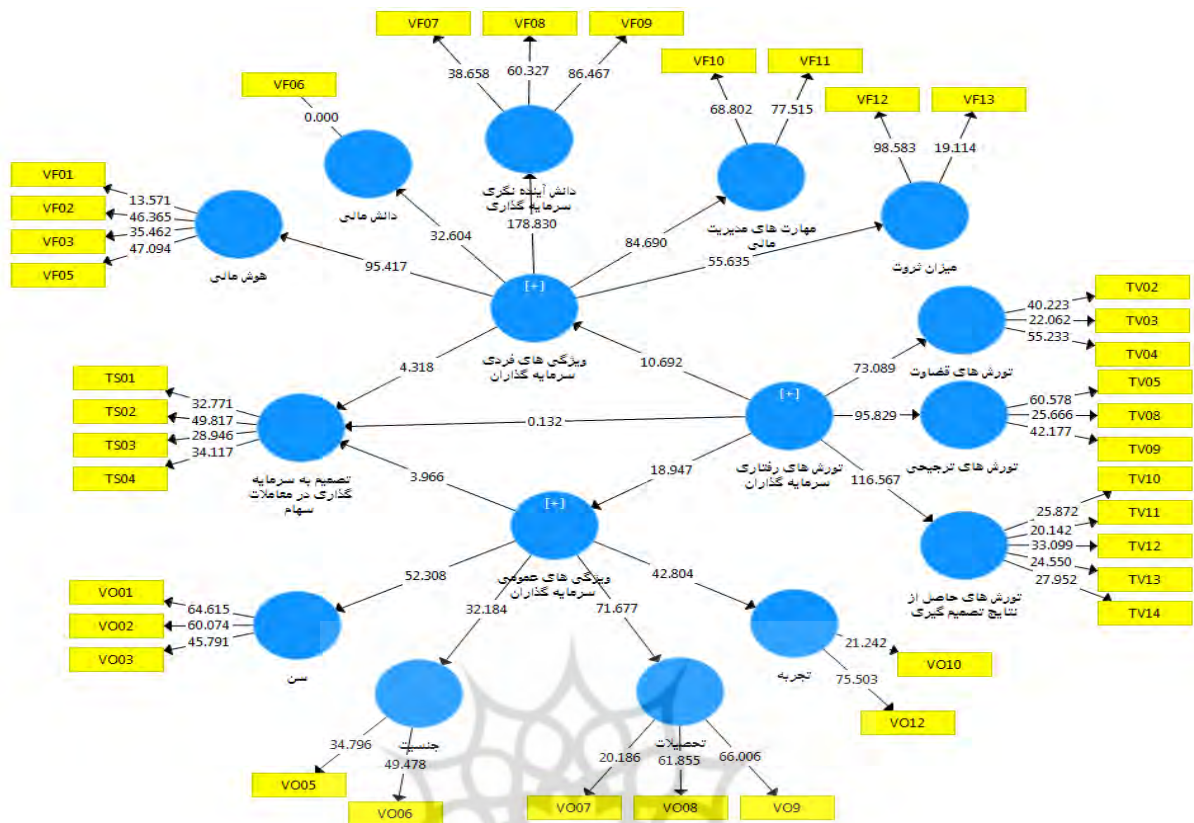 VF07
VF08
VF09
38.658
60.327
86.467
VF10
VF11
68.802
77.515
VF06
0.000
VF12
VF13
98.583
19.114
VF01
VF02
VF03
VF05
13.571
46.365
35.462
47.094
هوش مالی
دانش مالی
دانش آینده نگری
سرمایه گذاری
مهارت های مدیریت
مالی
میزان ثروت
95.417
32.604
178.830
84.690
55.635
[+]
ویژگی های فردی
سرمایه گذاران
TV02
TV03
TV04
40.223
22.062
55.233
تورش های قضاوت
4.318
10.692
73.089
TS01
TS02
TS03
TS04
32.771
49.817
28.946
34.117
تصمیم به سرمایه
گذاری در معاملات
سهام
0.132
[+]
تورش های رفتاری
سرمایه گذاران
95.829
TV05
TV08
TV09
60.578
25.666
42.177
تورش های ترجیحی
3.966
18.947
116.567
TV10
TV11
TV12
TV13
TV14
25.872
20.142
33.099
24.550
27.952
تورش های حاصل از
نتایج تصمیم گیری
[+]
ویژگی های عمومی
سرمایه گذاران
52.308
32.184
71.677
42.804
VO01
VO02
VO03
64.615
60.074
45.791
سن
جنسیت
تحصیلات
تجربه
21.242
75.503
VO10
VO12
34.796
49.478
VO05
VO06
20.186
61.855
66.006
VO07
VO08
VO9